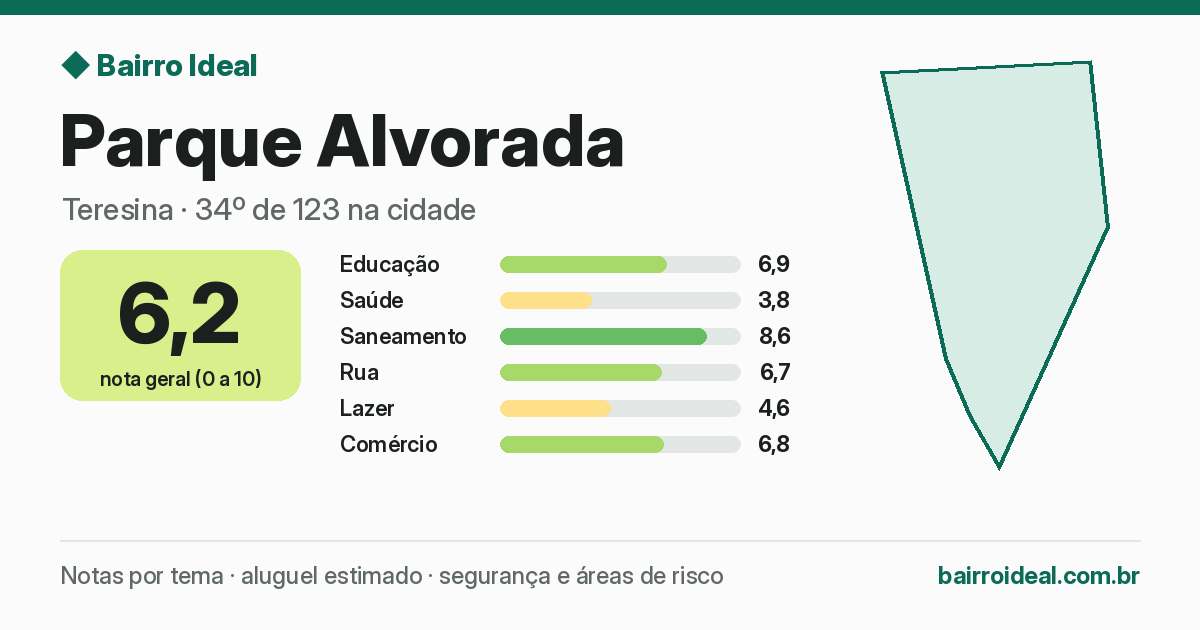 Bairro Ideal
Parque Alvorada
Teresina · 34º de 123 na cidade
6,2
nota geral (0 a 10)
Educação 6,9
Saúde 3,8
Saneamento 8,6
Rua 6,7
Lazer 4,6
Comércio 6,8
Notas por tema · aluguel estimado · segurança e áreas de risco
bairroideal.com.br